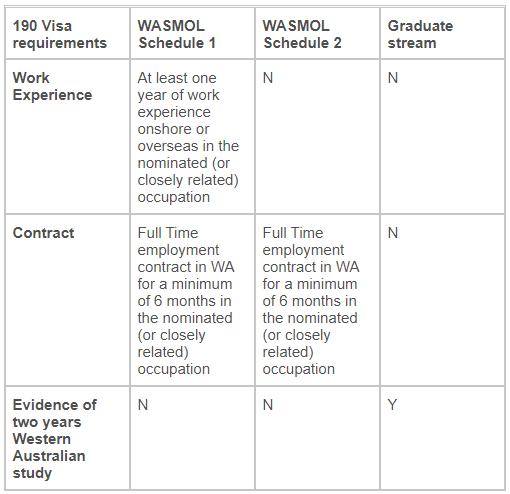 190 Visa
requirements
WASMOL
Schedule 1
WASMOL
Schedule 2
Graduate
stream
Work
Experience
At least one
year of work
experience
onshore or
overseas in the
nominated (or
closely related)
occupation
N
N
Contract
Full Time
employment
contract in WA
for a minimum
of 6 months in
the nominated
(or closely
related)
occupation
Full Time
employment
contract in WA
for a minimum
of 6 months in
the nominated
(or closely
related)
occupation
N
Evidence of
two years
Western
Australian
study
N
N
Y